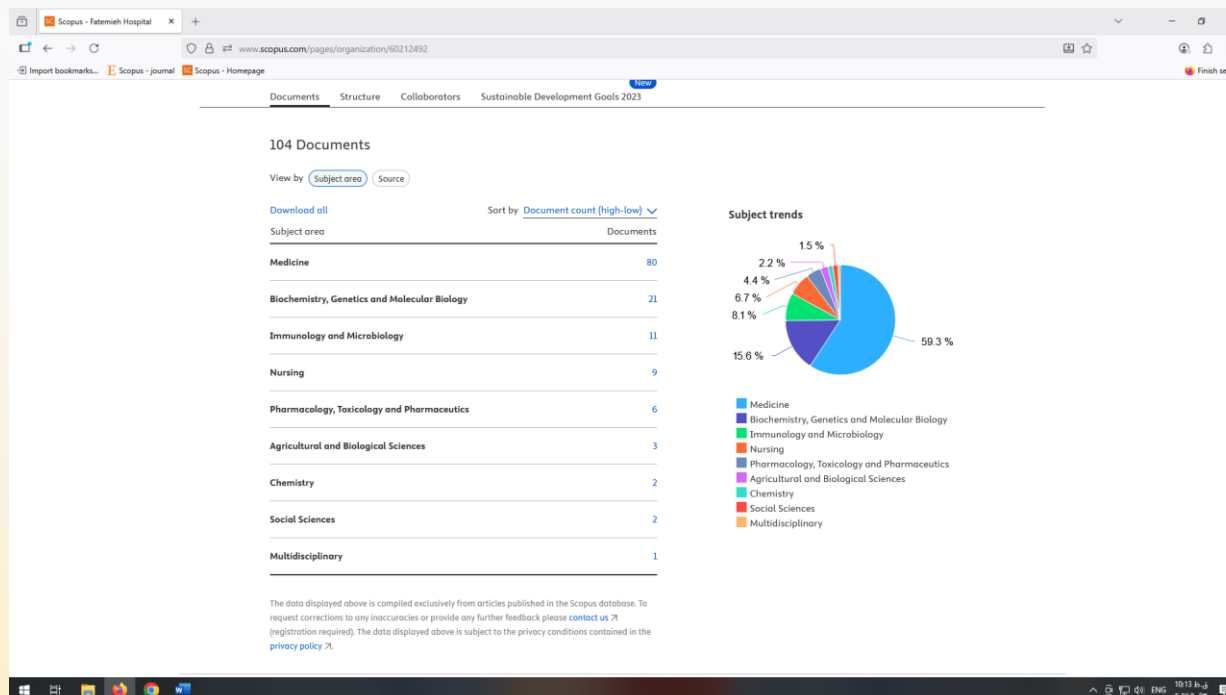 Scopus - Fatemieh Hospital
www.scopus.com/pages/organization/60212492
Import bookmarks... Scopus - journal Scopus - Homepage
Finish se
New
Documents Structure Collaborators Sustainable Development Goals 2023
104 Documents
View by Subject area Source
Download all Sort by Document count (high-low)
Subject area Documents
Medicine 80
Biochemistry, Genetics and Molecular Biology 21
Immunology and Microbiology 11
Nursing 9
Pharmacology, Toxicology and Pharmaceutics 6
Agricultural and Biological Sciences 3
Chemistry 2
Social Sciences 2
Multidisciplinary 1
The data displayed above is compiled exclusively from articles published in the Scopus database. To
request corrections to any inaccuracies or provide any further feedback please contact us
(registration required). The data displayed above is subject to the privacy conditions contained in the
privacy policy
Subject trends
1.5 %
2.2 %
4.4 %
6.7 %
8.1 %
15.6 %
59.3 %
Medicine
Biochemistry, Genetics and Molecular Biology
Immunology and Microbiology
Nursing
Pharmacology, Toxicology and Pharmaceutics
Agricultural and Biological Sciences
Chemistry
Social Sciences
Multidisciplinary
ENG 10:13 ق.ظ